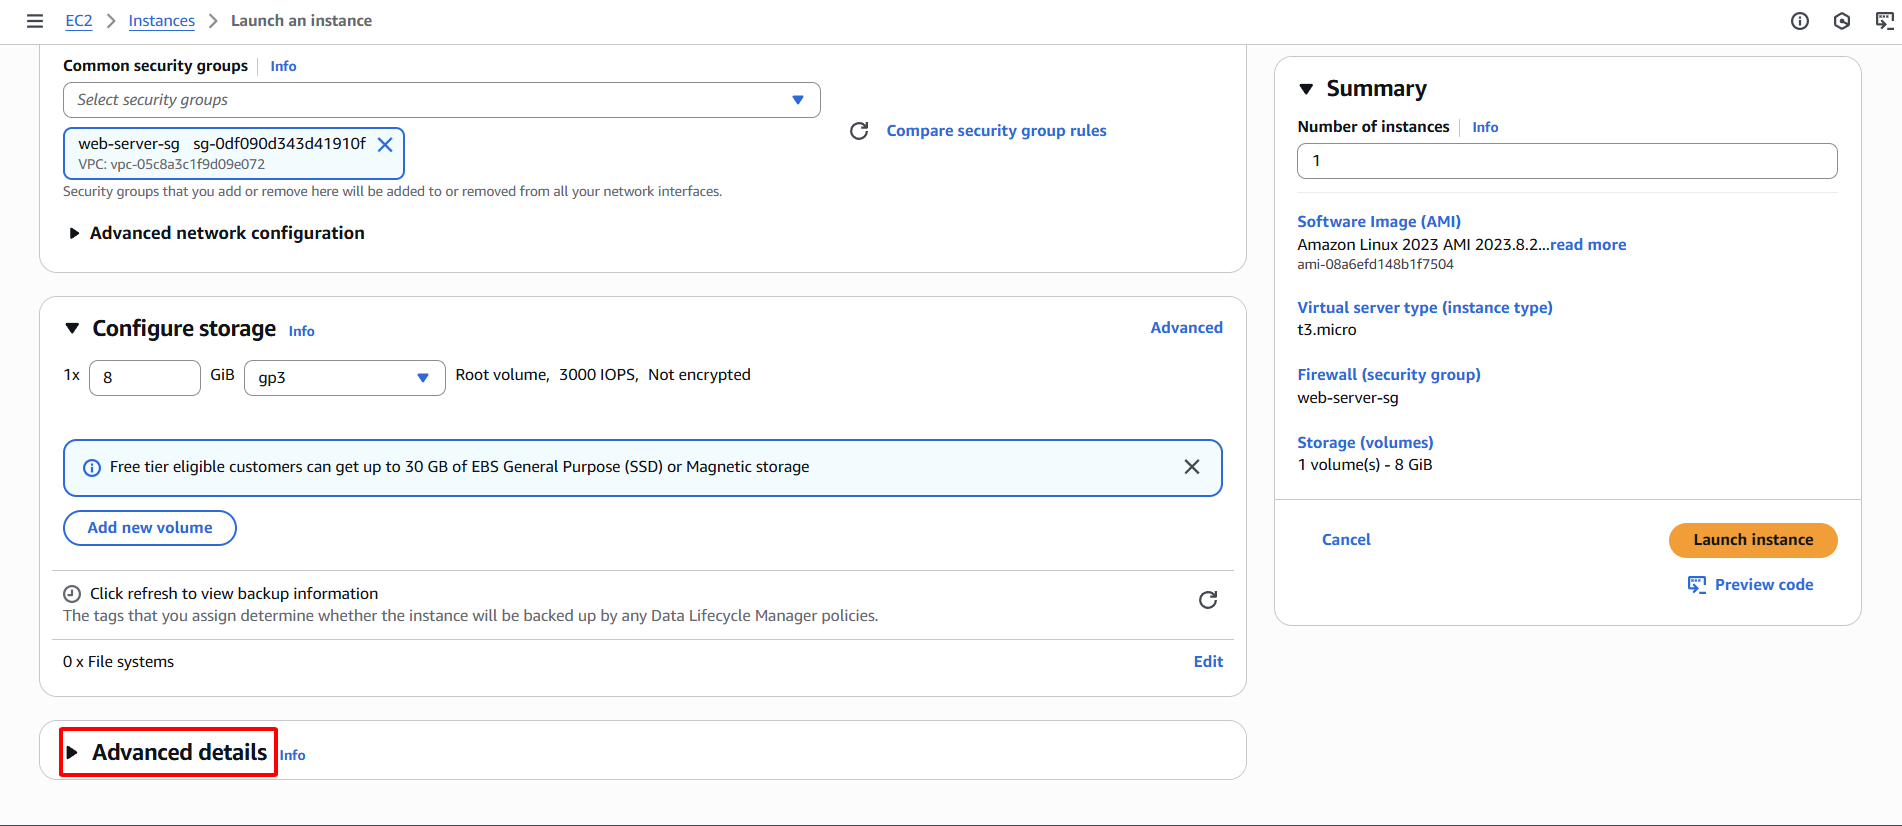 EC2 > Instances > Launch an instance
Common security groups Info
Select security groups
web-server-sg sg-0df090d343d41910f
VPC: vpc-05c8a3c1f9d09e072
Compare security group rules
Security groups that you add or remove here will be added to or removed from all your network interfaces.
Advanced network configuration
Configure storage Info
Advanced
1x 8 GiB gp3 Root volume, 3000 IOPS, Not encrypted
Free tier eligible customers can get up to 30 GB of EBS General Purpose (SSD) or Magnetic storage
Add new volume
Click refresh to view backup information
The tags that you assign determine whether the instance will be backed up by any Data Lifecycle Manager policies.
0 x File systems
Edit
Advanced details Info
Summary
Number of instances Info
1
Software Image (AMI)
Amazon Linux 2023 AMI 2023.8.2...read more
ami-08a6efd148b1f7504
Virtual server type (instance type)
t3.micro
Firewall (security group)
web-server-sg
Storage (volumes)
1 volume(s) - 8 GiB
Cancel
Launch instance
Preview code